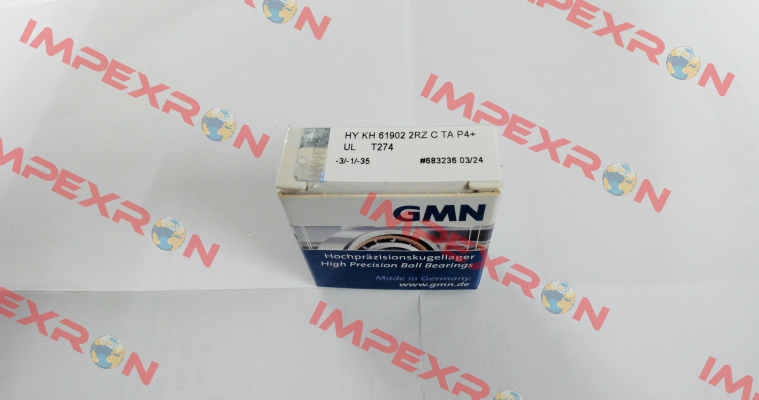 HY KH 61902 2RZ C TA P4+
UL T274
-3/-1/-35 #683236 03/24
GMN
Hochpräzisionskugellager
High Precision Ball Bearings
Made in Germany
www.gmn.de
IMPEXRON
IMPEXRON
IMPEXRON
IMPEXRON
IMPEXRON
IMPEXRON
IMPEXRON